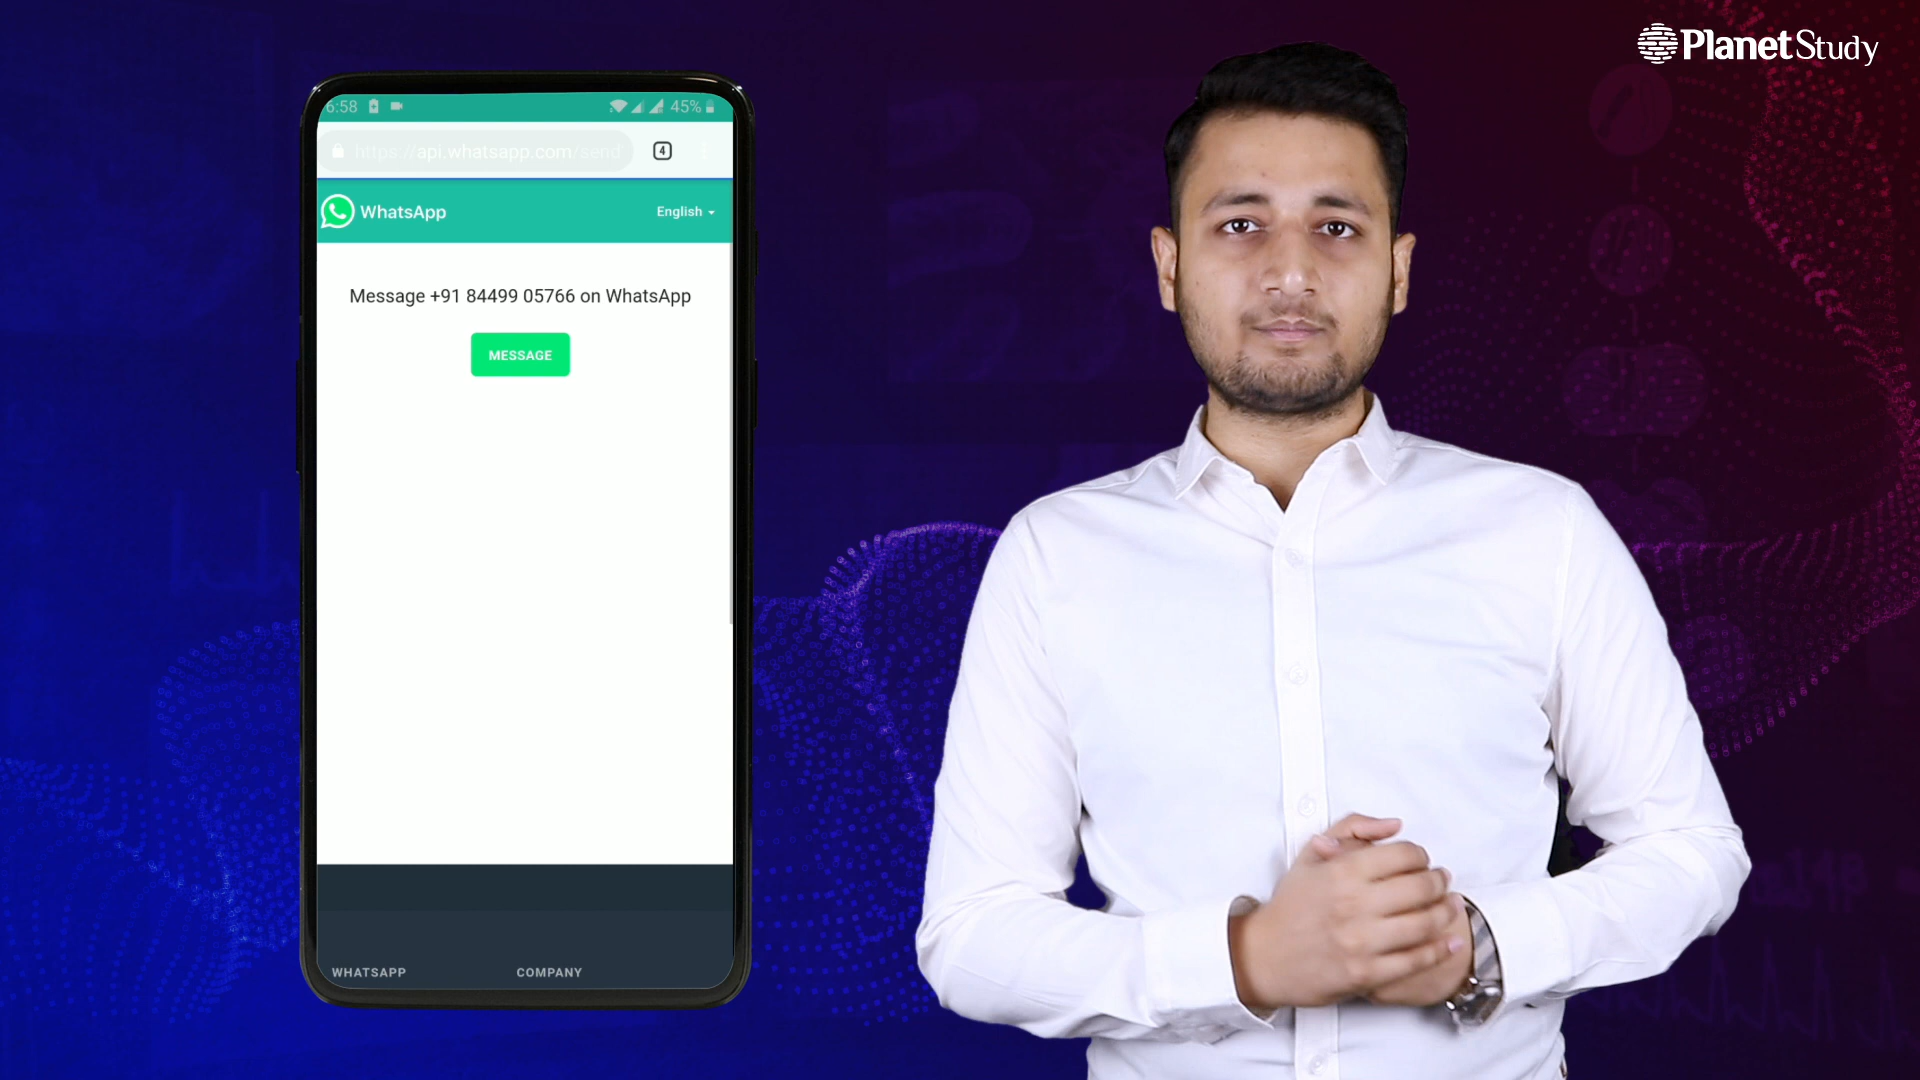 PlanetStudy
6:58 45%
https://api.whatsapp.com/send 4
WhatsApp English
Message +91 84499 05766 on WhatsApp
MESSAGE
WHATSAPP COMPANY